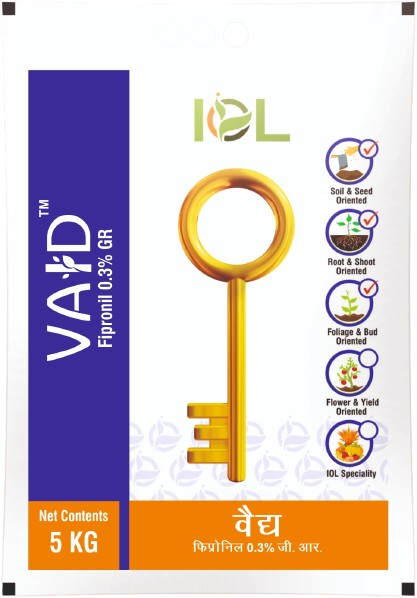 IOL
VAID™
Fipronil 0.3% GR
Soil & Seed
Oriented
Root & Shoot
Oriented
Foliage & Bud
Oriented
Flower & Yield
Oriented
IOL Speciality
Net Contents
5 KG
वैद्य
फिप्रोनिल 0.3% जी. आर.